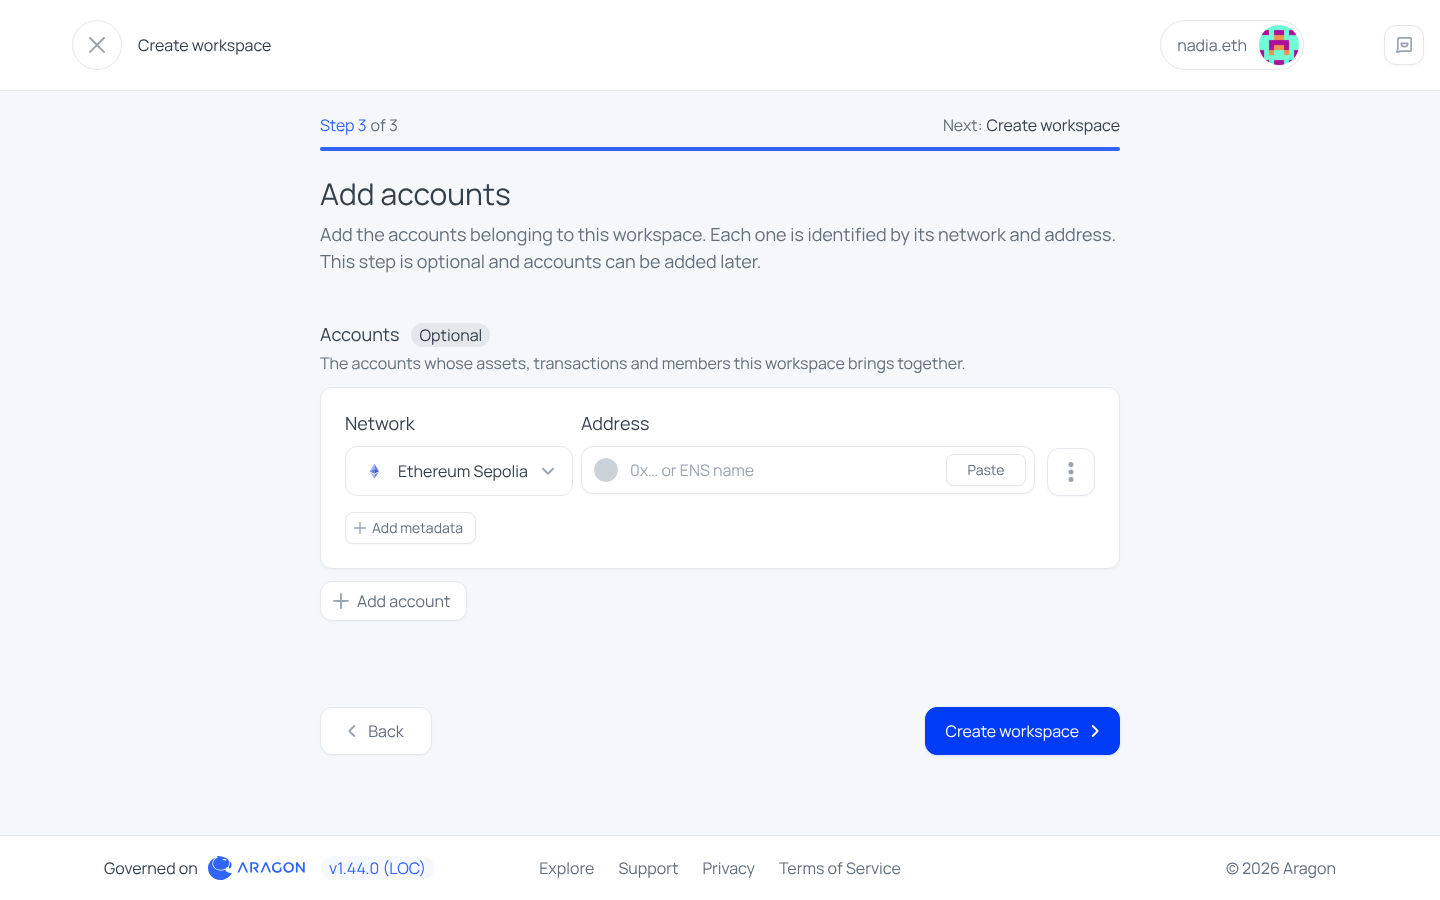 Create workspace
nadia.eth
Step 3 of 3
Next: Create workspace
Add accounts
Add the accounts belonging to this workspace. Each one is identified by its network and address.
This step is optional and accounts can be added later.
Accounts Optional
The accounts whose assets, transactions and members this workspace brings together.
Network Address
Ethereum Sepolia 0x... or ENS name Paste
Add metadata
Add account
Back Create workspace
Governed on ARAGON v1.44.0 (LOC) Explore Support Privacy Terms of Service © 2026 Aragon